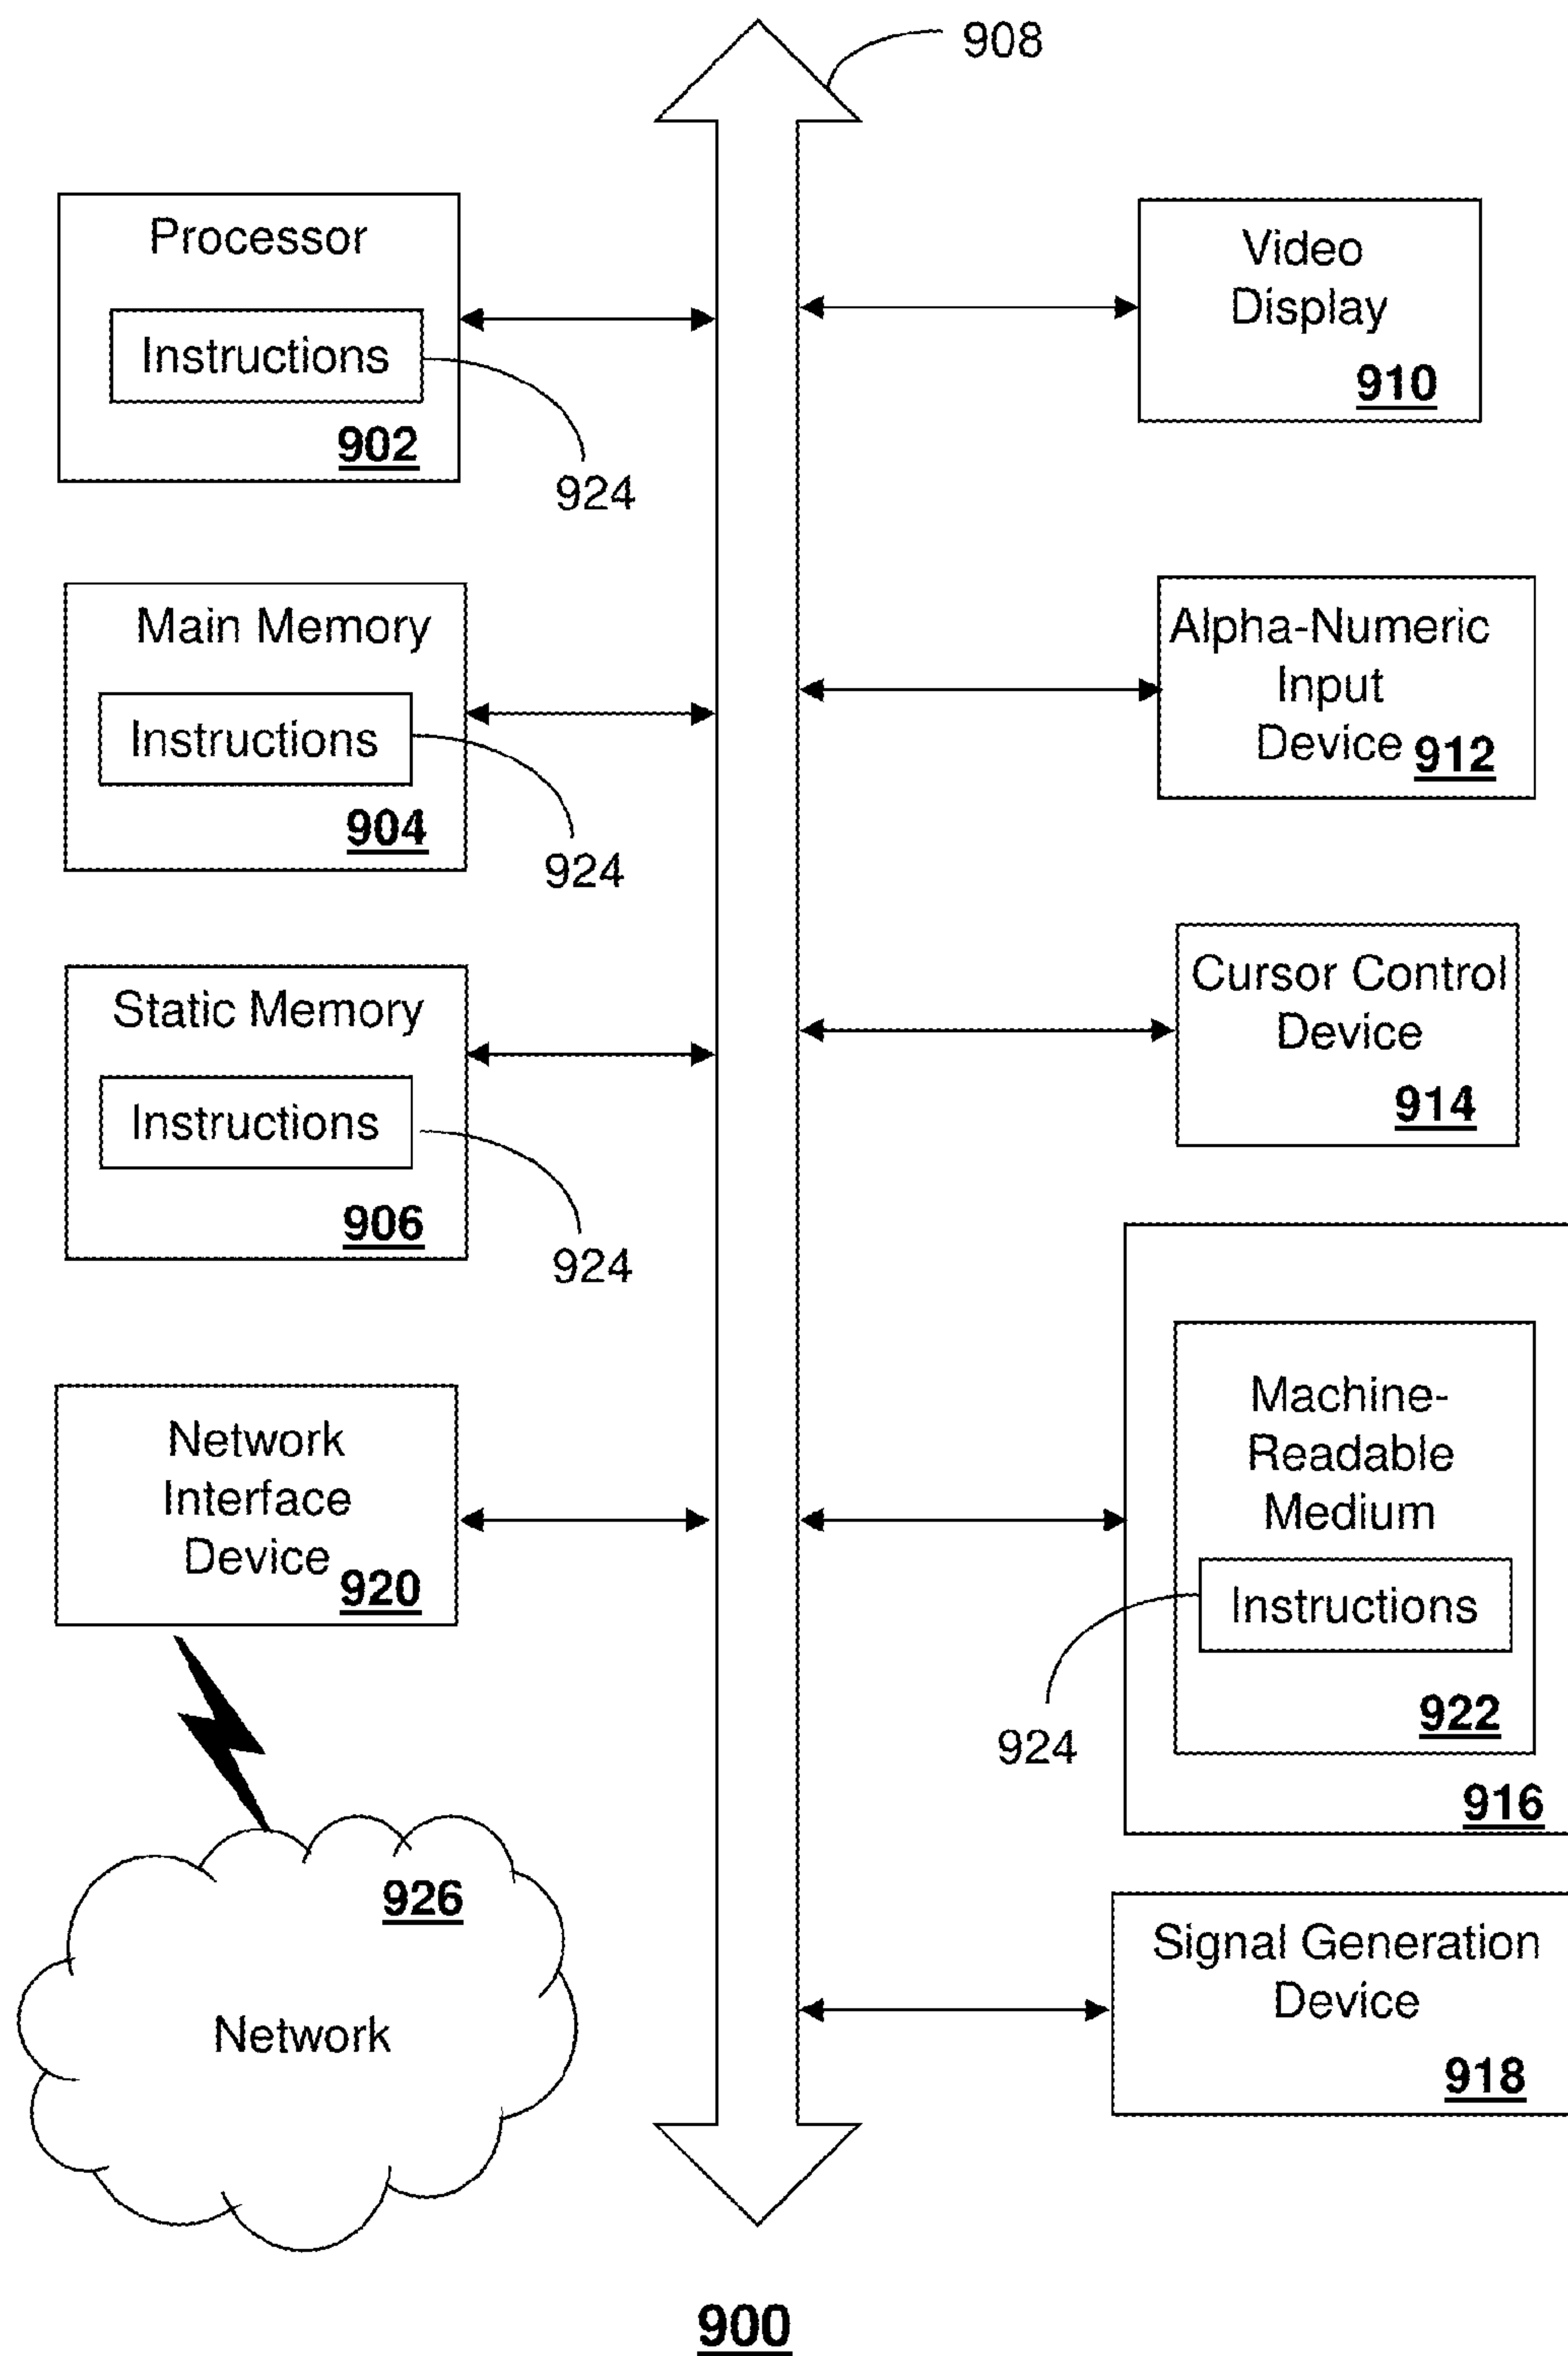 908
Processor
Instructions
902
924
Main Memory
Instructions
904
924
Static Memory
Instructions
906
924
Network
Interface
Device
920
926
Network
Video
Display
910
Alpha-Numeric
Input
Device
912
Cursor Control
Device
914
Machine-
Readable
Medium
Instructions
924
922
916
Signal Generation
Device
918
900